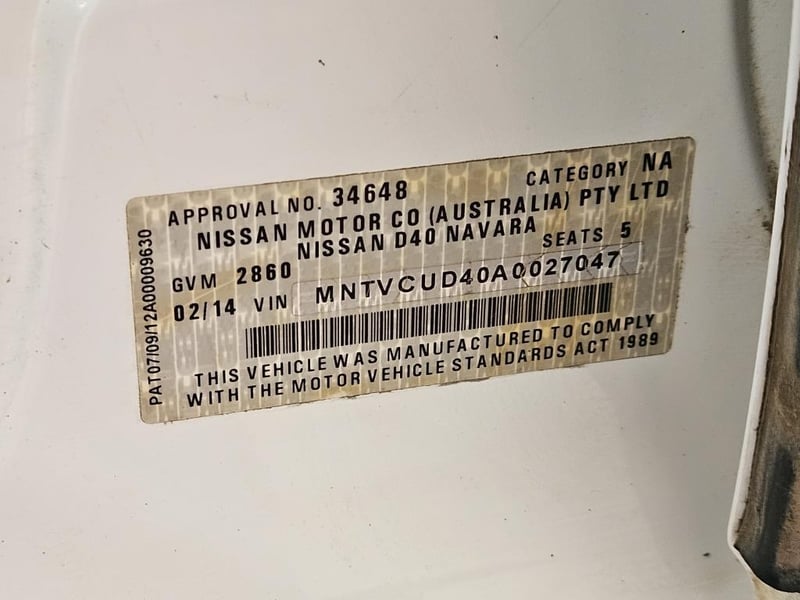 APPROVAL NO. 34648 CATEGORY NA
NISSAN MOTOR CO (AUSTRALIA) PTY LTD
NISSAN D40 NAVARA
GVM 2860 SEATS 5
02/14 VIN MNTVCUD40A0027047
THIS VEHICLE WAS MANUFACTURED TO COMPLY
WITH THE MOTOR VEHICLE STANDARDS ACT 1989
PAT07/09/12A00009630